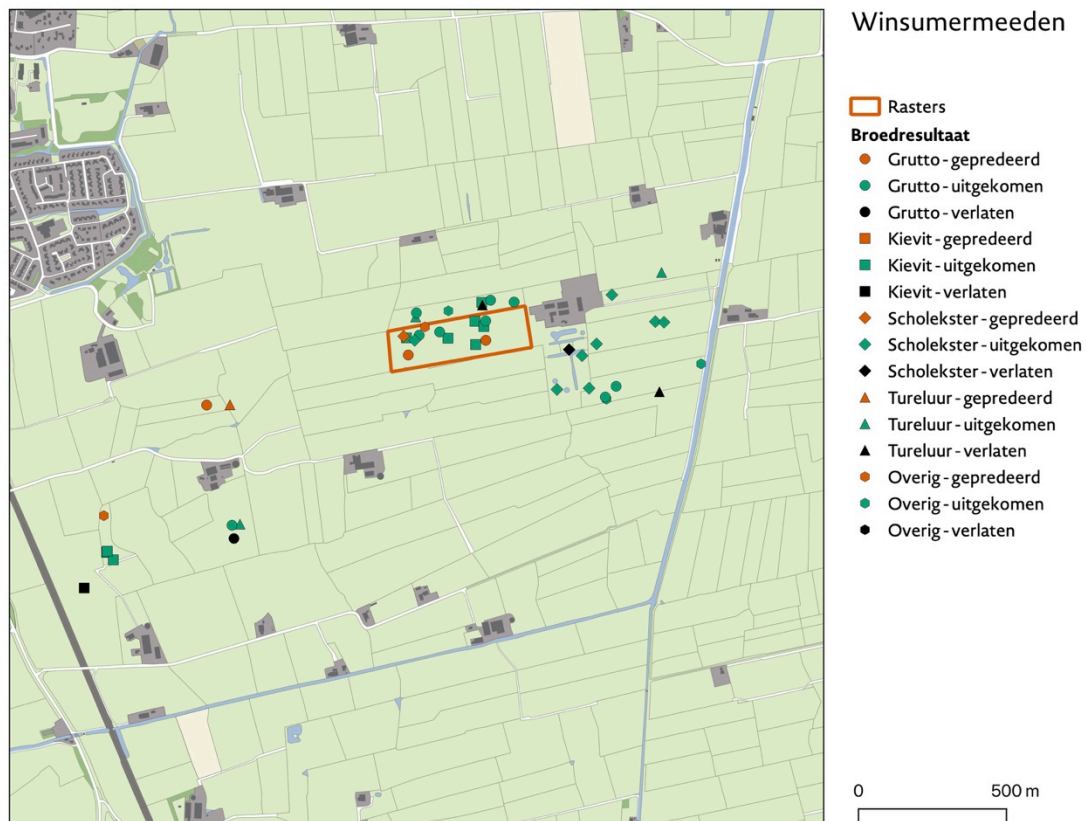 Winsumermeeden
Rasters
Broedresultaat
Grutto - gepredeerd
Grutto - uitgekomen
Grutto - verlaten
Kievit - gepredeerd
Kievit - uitgekomen
Kievit - verlaten
Scholekster - gepredeerd
Scholekster - uitgekomen
Scholekster - verlaten
Tureluur - gepredeerd
Tureluur - uitgekomen
Tureluur - verlaten
Overig - gepredeerd
Overig - uitgekomen
Overig - verlaten
0 500 m